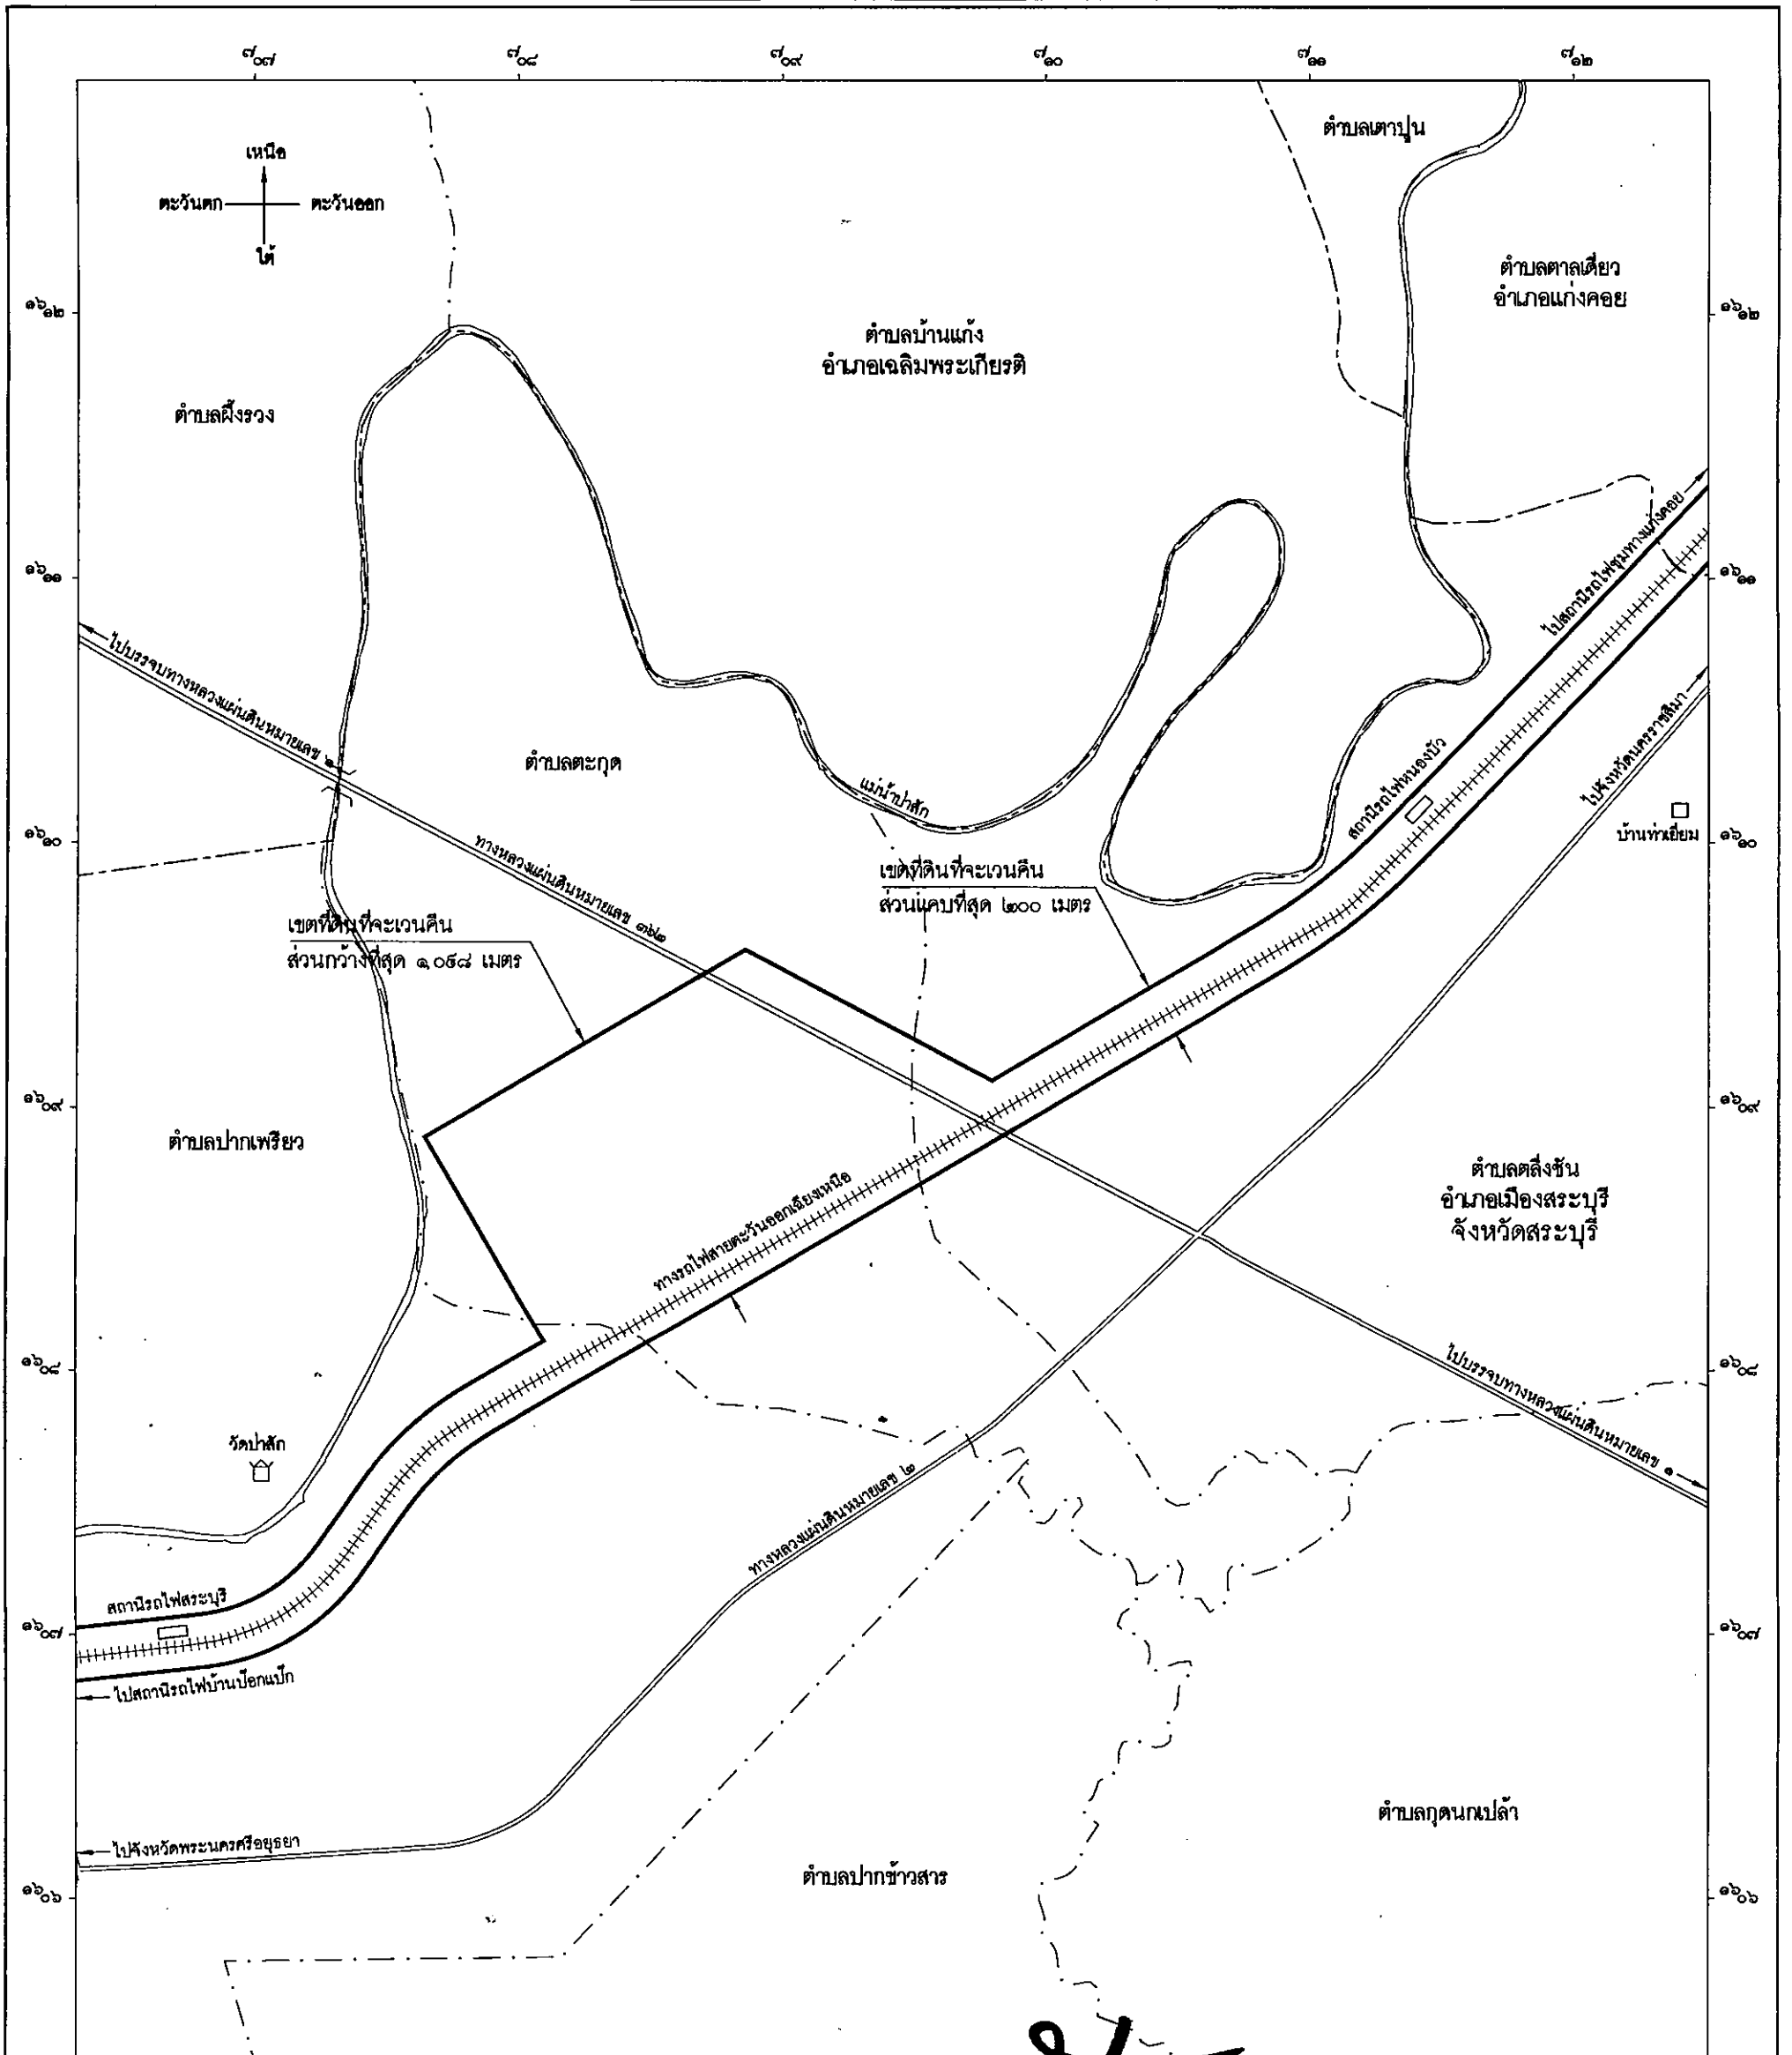 ๗๐๗ ๗๐๘ ๗๐๙ ๗๑๐ ๗๑๑ ๗๑๒
ตำบลเตาปูน
เหนือ
ตะวันตก ตะวันออก
ใต้
ตำบลตาลเดี่ยว
อำเภอแก่งคอย
๑๖๑๒ ๑๖๑๒
ตำบลบ้านแก้ง
อำเภอเฉลิมพระเกียรติ
ตำบลผึ้งรวง
ไปสถานีรถไฟชุมทางแก่งคอย
๑๖๑๑ ๑๖๑๑
ไปบรรจบทางหลวงแผ่นดินหมายเลข ๑
ตำบลตะกุด
แม่น้ำป่าสัก
สถานีรถไฟหนองบัว
ไปจังหวัดนครราชสีมา
บ้านท่าเยี่ยม
๑๖๑๐ ๑๖๑๐
ทางหลวงแผ่นดินหมายเลข ๓๖๒
เขตที่ดินที่จะเวนคืน
ส่วนแคบที่สุด ๒๐๐ เมตร
เขตที่ดินที่จะเวนคืน
ส่วนกว้างที่สุด ๑,๐๕๘ เมตร
๑๖๐๙ ๑๖๐๙
ตำบลปากเพรียว
ตำบลตลิ่งชัน
อำเภอเมืองสระบุรี
จังหวัดสระบุรี
ทางรถไฟสายตะวันออกเฉียงเหนือ
๑๖๐๘ ๑๖๐๘
ไปบรรจบทางหลวงแผ่นดินหมายเลข ๑
วัดป่าสัก
ทางหลวงแผ่นดินหมายเลข ๒
สถานีรถไฟสระบุรี
๑๖๐๗ ๑๖๐๗
ไปสถานีรถไฟบ้านป๊อกแป๊ก
ตำบลกุดนกเปล้า
ไปจังหวัดพระนครศรีอยุธยา
ตำบลปากข้าวสาร
๑๖๐๖ ๑๖๐๖